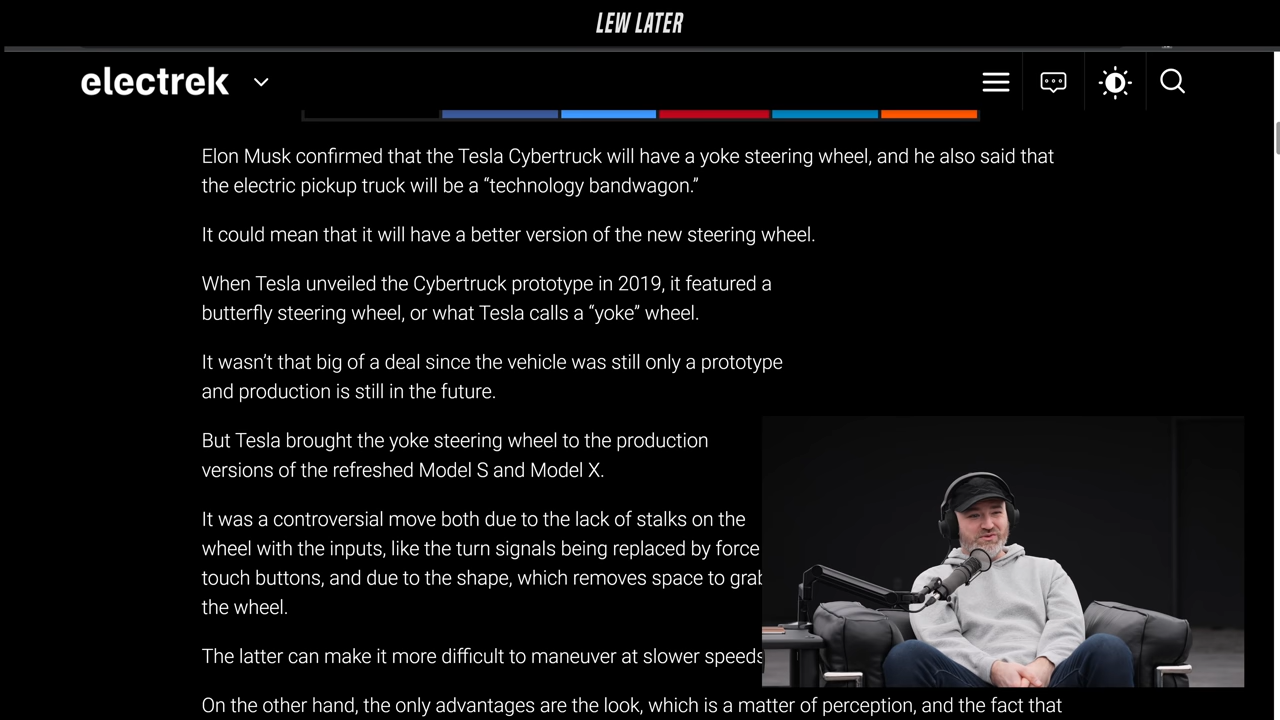 LEW LATER
electrek
Elon Musk confirmed that the Tesla Cybertruck will have a yoke steering wheel, and he also said that
the electric pickup truck will be a “technology bandwagon.”
It could mean that it will have a better version of the new steering wheel.
When Tesla unveiled the Cybertruck prototype in 2019, it featured a
butterfly steering wheel, or what Tesla calls a “yoke” wheel.
It wasn’t that big of a deal since the vehicle was still only a prototype
and production is still in the future.
But Tesla brought the yoke steering wheel to the production
versions of the refreshed Model S and Model X.
It was a controversial move both due to the lack of stalks on the
wheel with the inputs, like the turn signals being replaced by force
touch buttons, and due to the shape, which removes space to grab
the wheel.
The latter can make it more difficult to maneuver at slower speeds
On the other hand, the only advantages are the look, which is a matter of perception, and the fact that